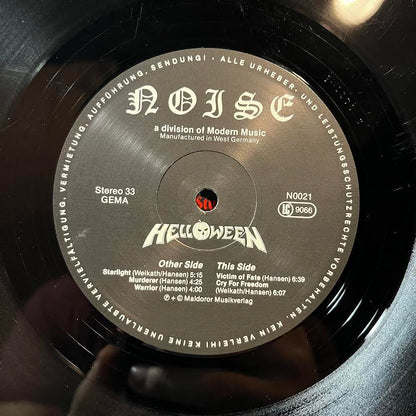 ALLE URHEBER- UND LEISTUNGSSCHUTZRECHTE VORBEHALTEN. KEIN VERLEIH! KEINE UNERLAUBTE VERVIELFÄLTIGUNG, VERMIETUNG, AUFFÜHRUNG, SENDUNG!
NOISE
a division of Modern Music
Manufactured in West Germany
Stereo 33
GEMA
N0021
LC 9066
HELLOWEEN
Other Side
Starlight (Weikath/Hansen) 5:15
Murderer (Hansen) 4:25
Warrior (Hansen) 4:00
This Side
Victim of Fate (Hansen) 6:39
Cry For Freedom
(Weikath/Hansen) 6:07
Ⓟ + © Maldoror Musikverlag